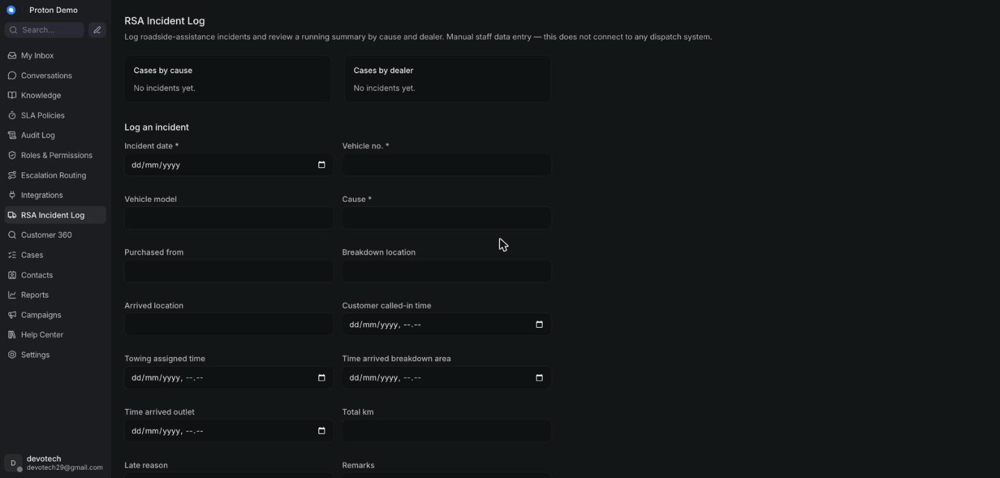 Proton Demo
Search...
My Inbox
Conversations
Knowledge
SLA Policies
Audit Log
Roles & Permissions
Escalation Routing
Integrations
RSA Incident Log
Customer 360
Cases
Contacts
Reports
Campaigns
Help Center
Settings
D
devotech
devotech29@gmail.com
RSA Incident Log
Log roadside-assistance incidents and review a running summary by cause and dealer. Manual staff data entry — this does not connect to any dispatch system.
Cases by cause
No incidents yet.
Cases by dealer
No incidents yet.
Log an incident
Incident date *
dd/mm/yyyy
Vehicle no. *
Vehicle model
Cause *
Purchased from
Breakdown location
Arrived location
Customer called-in time
dd/mm/yyyy, --.--
Towing assigned time
dd/mm/yyyy, --.--
Time arrived breakdown area
dd/mm/yyyy, --.--
Time arrived outlet
dd/mm/yyyy, --.--
Total km
Late reason
Remarks